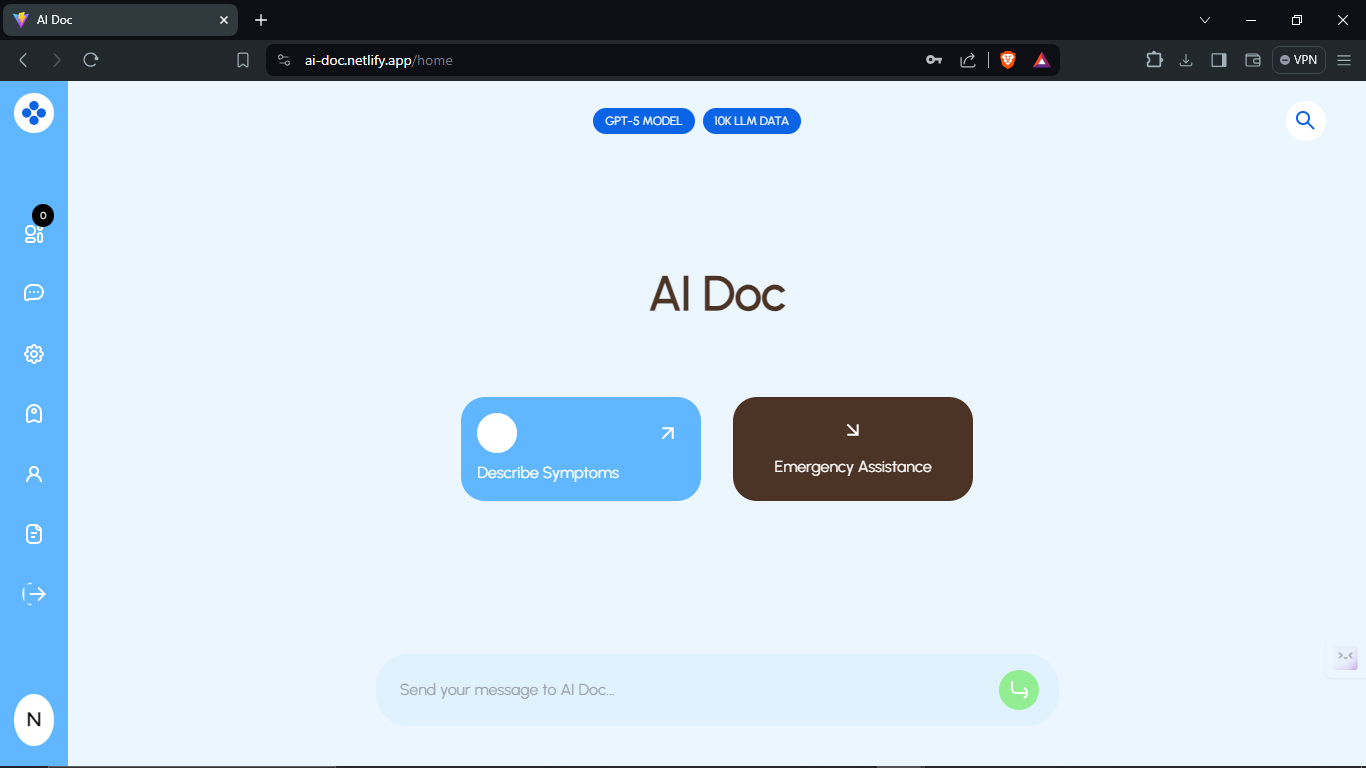 AI Doc
ai-doc.netlify.app/home
VPN
GPT-5 MODEL
10K LLM DATA
0
AI Doc
Describe Symptoms
Emergency Assistance
Send your message to AI Doc...
N